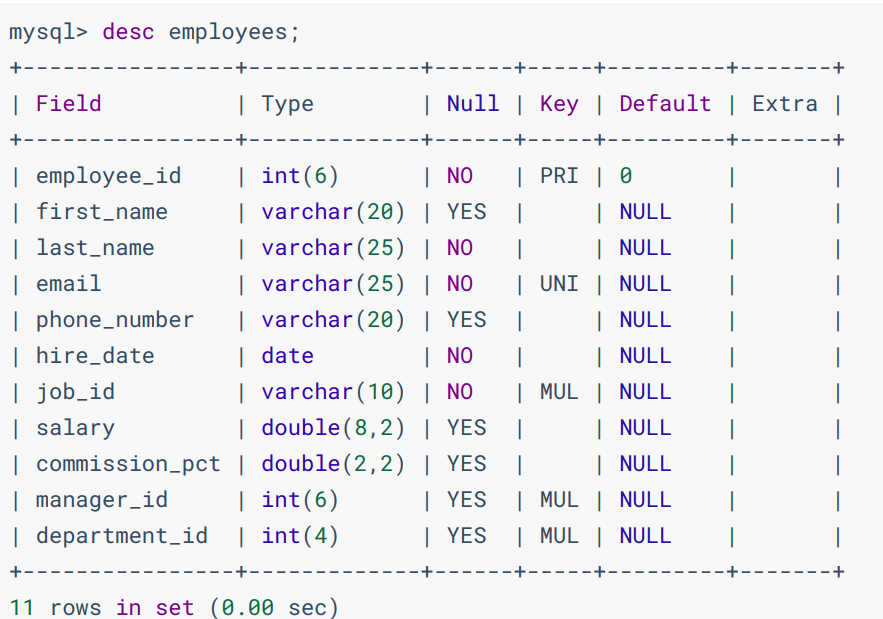 mysql> desc employees;
+----------------+-------------+------+-----+---------+-------+
| Field          | Type        | Null | Key | Default | Extra |
+----------------+-------------+------+-----+---------+-------+
| employee_id    | int(6)      | NO   | PRI | 0       |       |
| first_name     | varchar(20) | YES  |     | NULL    |       |
| last_name      | varchar(25) | NO   |     | NULL    |       |
| email          | varchar(25) | NO   | UNI | NULL    |       |
| phone_number   | varchar(20) | YES  |     | NULL    |       |
| hire_date      | date        | NO   |     | NULL    |       |
| job_id         | varchar(10) | NO   | MUL | NULL    |       |
| salary         | double(8,2) | YES  |     | NULL    |       |
| commission_pct | double(2,2) | YES  |     | NULL    |       |
| manager_id     | int(6)      | YES  | MUL | NULL    |       |
| department_id  | int(4)      | YES  | MUL | NULL    |       |
+----------------+-------------+------+-----+---------+-------+
11 rows in set (0.00 sec)